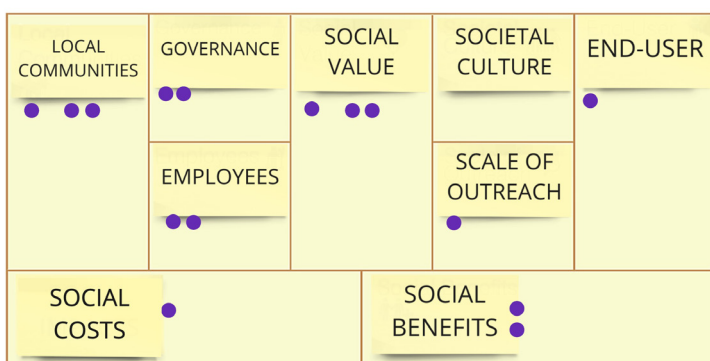 LOCAL
COMMUNITIES
GOVERNANCE
EMPLOYEES
SOCIAL
VALUE
SOCIETAL
CULTURE
SCALE OF
OUTREACH
END-USER
SOCIAL
COSTS
SOCIAL
BENEFITS